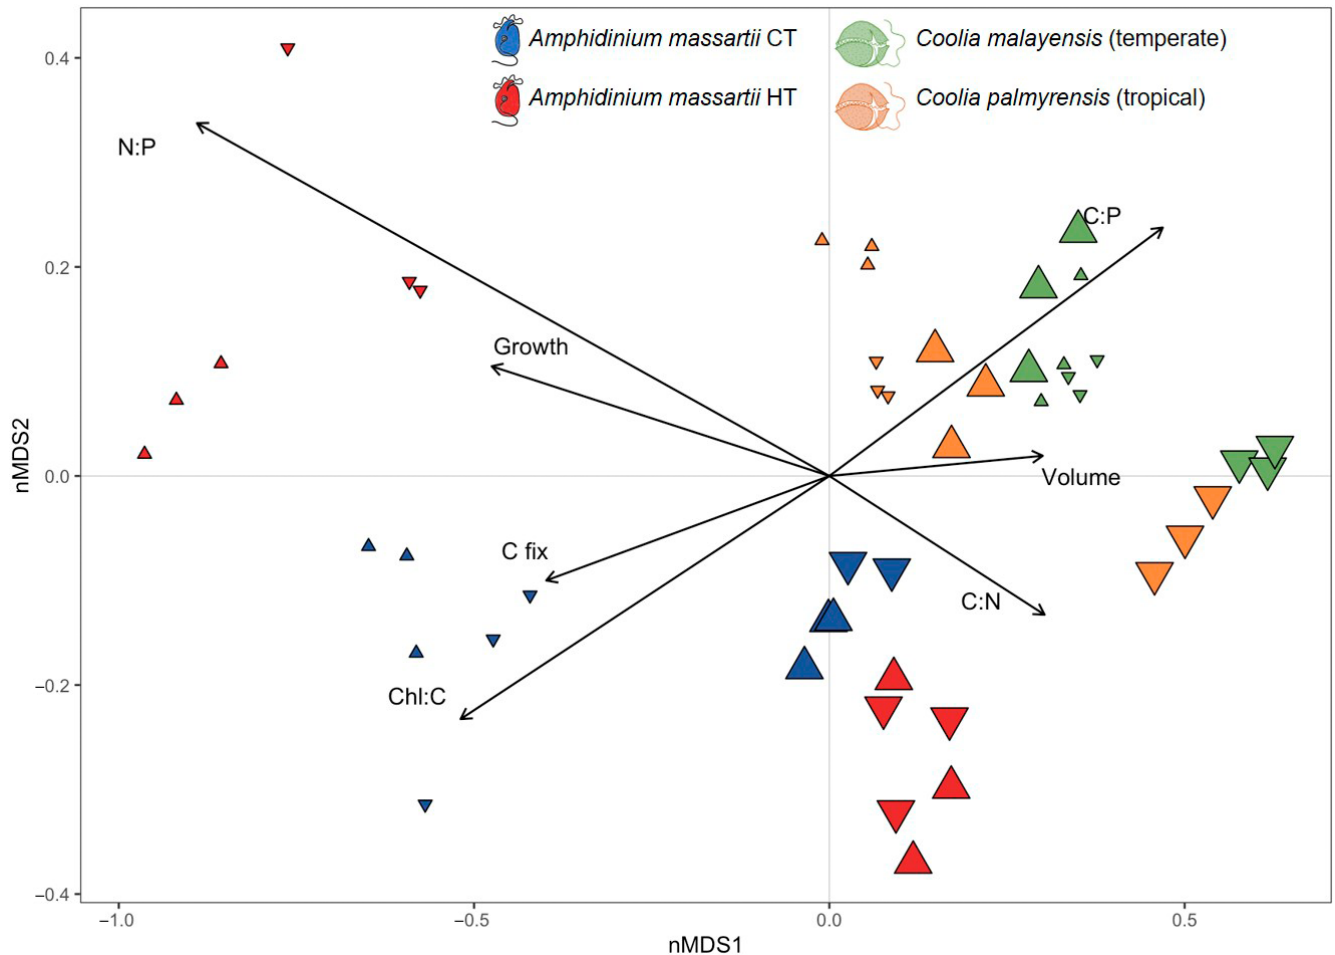 Amphidinium massartii CT
Coolia malayensis (temperate)
Amphidinium massartii HT
Coolia palmyrensis (tropical)
0.4
N:P
C:P
0.2
Growth
nMDS2
0.0
Volume
C fix
C:N
−0.2
Chl:C
−0.4
−1.0
−0.5
0.0
0.5
nMDS1